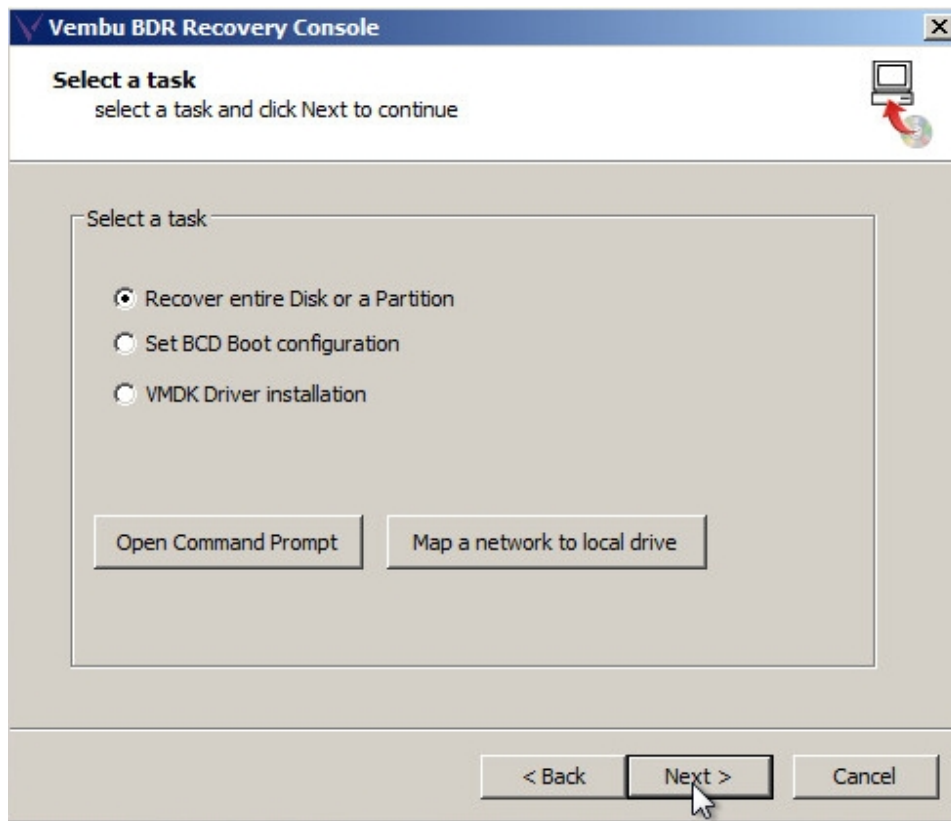 Vembu BDR Recovery Console
Select a task
select a task and click Next to continue
Select a task
Recover entire Disk or a Partition
Set BCD Boot configuration
VMDK Driver installation
Open Command Prompt Map a network to local drive
< Back Next > Cancel